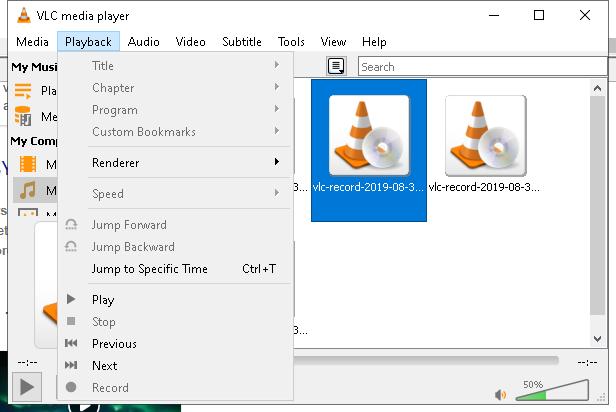 VLC media player
Media Playback Audio Video Subtitle Tools View Help
My Musi
Pla
Me
My Comp
M
M
Title
Chapter
Program
Custom Bookmarks
Renderer
Speed
Jump Forward
Jump Backward
Jump to Specific Time Ctrl+T
Play
Stop
Previous
Next
Record
Search
vlc-record-2019-08-3...
vlc-record-2019-08-3...
3...
3...
--:--
--:--
50%